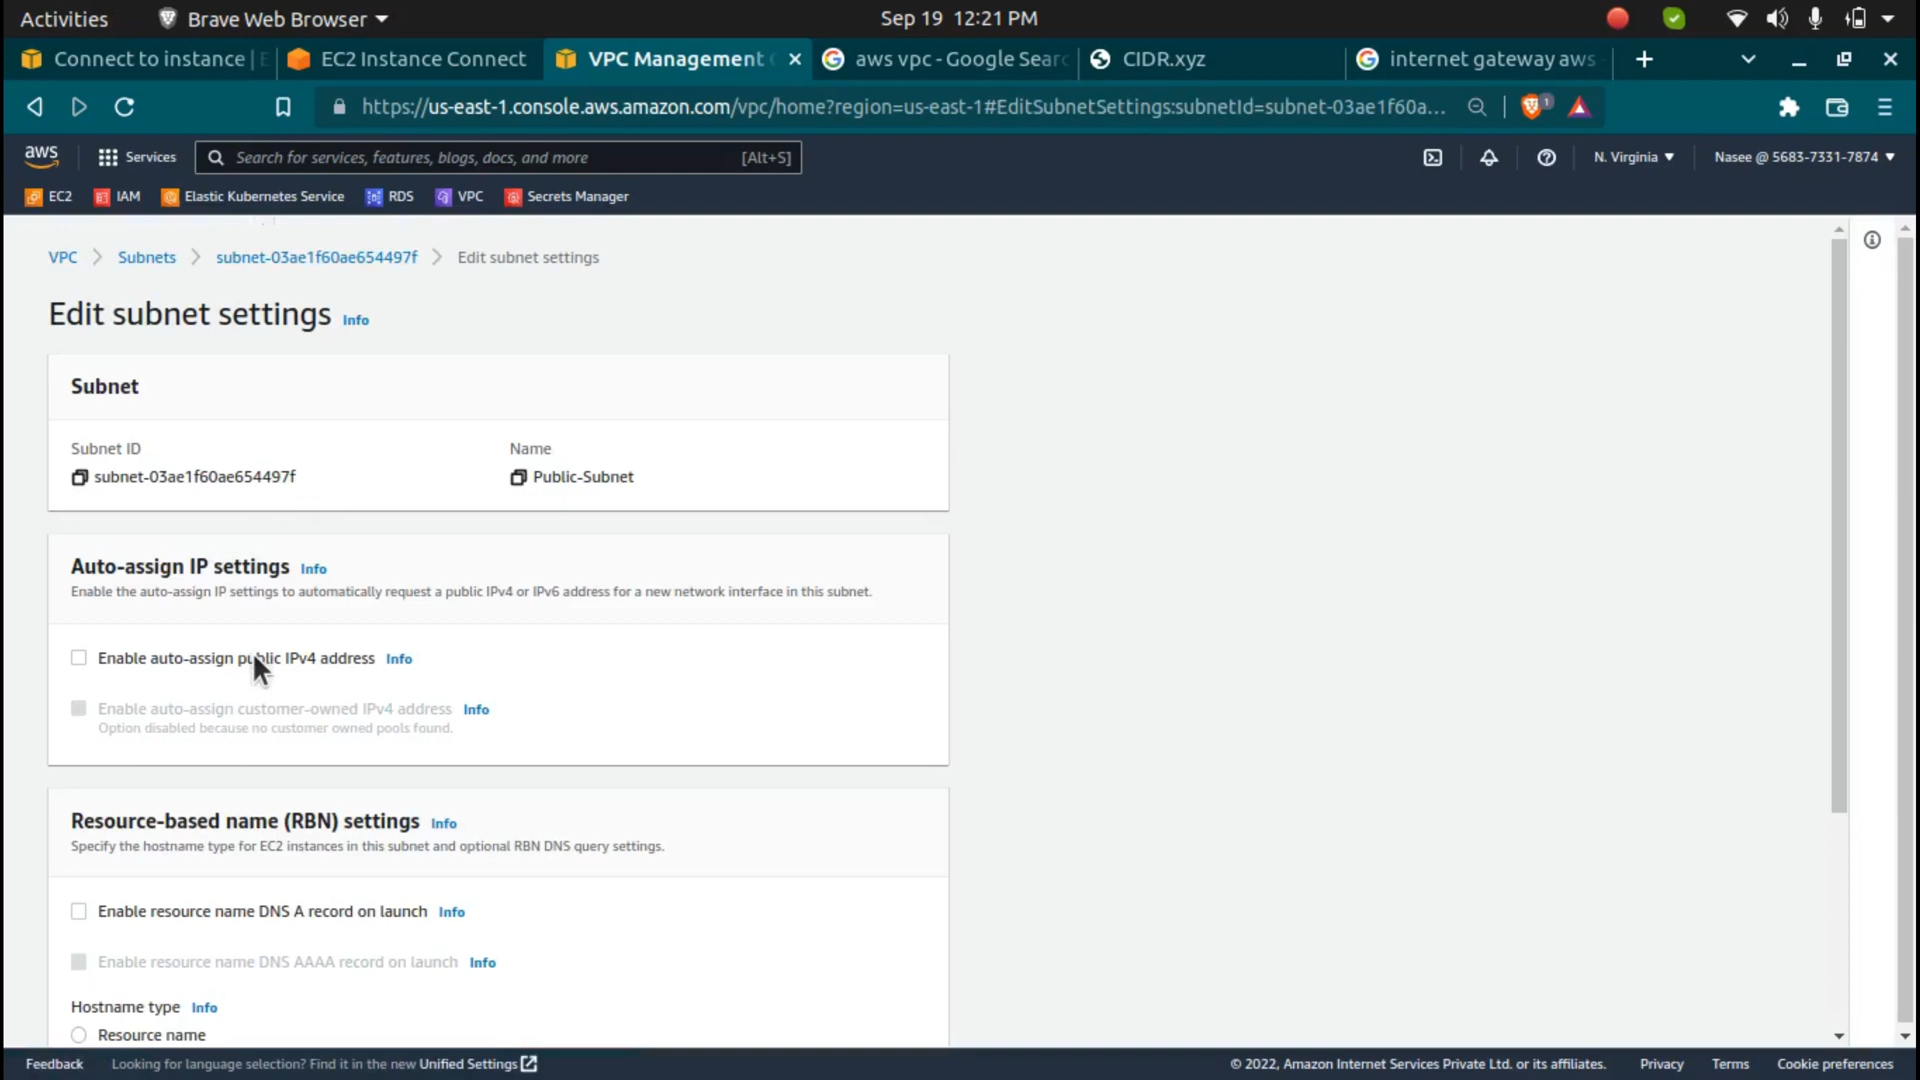 Activities
Brave Web Browser
Sep 19 12:21 PM
Connect to instance | E
EC2 Instance Connect
VPC Management C
aws vpc - Google Searc
CIDR.xyz
internet gateway aws -
https://us-east-1.console.aws.amazon.com/vpc/home?region=us-east-1#EditSubnetSettings:subnetId=subnet-03ae1f60a...
1
aws
Services
Search for services, features, blogs, docs, and more
[Alt+S]
N. Virginia
Nasee @ 5683-7331-7874
EC2
IAM
Elastic Kubernetes Service
RDS
VPC
Secrets Manager
VPC
Subnets
subnet-03ae1f60ae654497f
Edit subnet settings
Edit subnet settings Info
Subnet
Subnet ID
subnet-03ae1f60ae654497f
Name
Public-Subnet
Auto-assign IP settings Info
Enable the auto-assign IP settings to automatically request a public IPv4 or IPv6 address for a new network interface in this subnet.
Enable auto-assign public IPv4 address Info
Enable auto-assign customer-owned IPv4 address Info
Option disabled because no customer owned pools found.
Resource-based name (RBN) settings Info
Specify the hostname type for EC2 instances in this subnet and optional RBN DNS query settings.
Enable resource name DNS A record on launch Info
Enable resource name DNS AAAA record on launch Info
Hostname type Info
Resource name
Feedback
Looking for language selection? Find it in the new Unified Settings
© 2022, Amazon Internet Services Private Ltd. or its affiliates.
Privacy
Terms
Cookie preferences